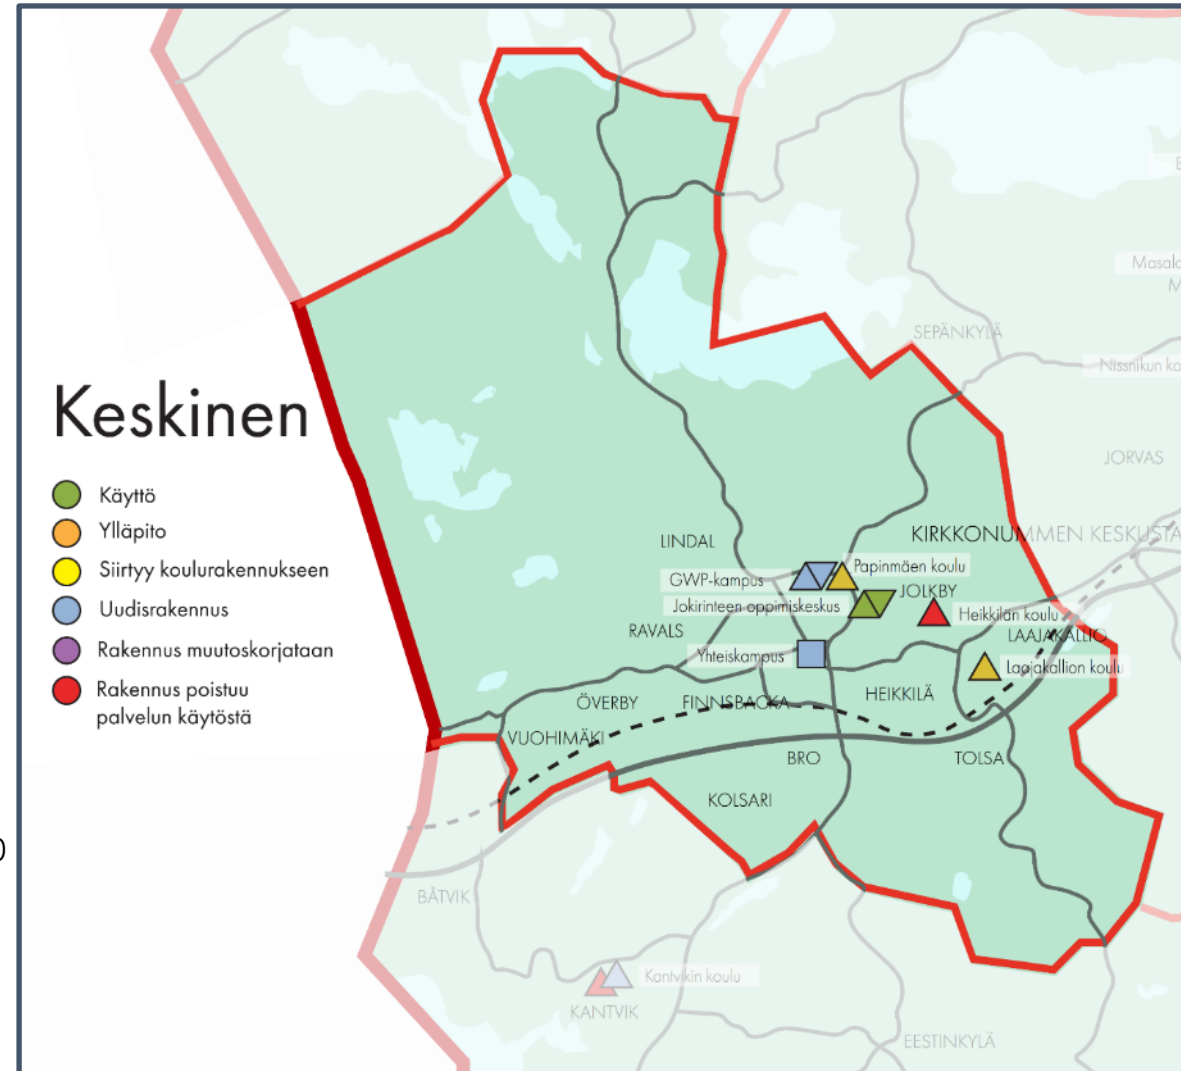 SEPÄNKYLÄ
Masala
M
Nissnikun ko
Keskinen
JORVAS
Käyttö
Ylläpito
Siirtyy koulurakennukseen
Uudisrakennus
Rakennus muutoskorjataan
Rakennus poistuu
palvelun käytöstä
KIRKKONUMMEN KESKUSTA
LINDAL
Papinmäen koulu
GWP-kampus
JOLKBY
Jokirinteen oppimiskeskus
Heikkilän koulu
RAVALS
LAAJAKALLIO
Yhteiskampus
Laajakallion koulu
HEIKKILÄ
ÖVERBY
FINNSBACKA
VUOHIMÄKI
BRO
TOLSA
KOLSARI
BÅTVIK
Kantvikin koulu
KANTVIK
EESTINKYLÄ